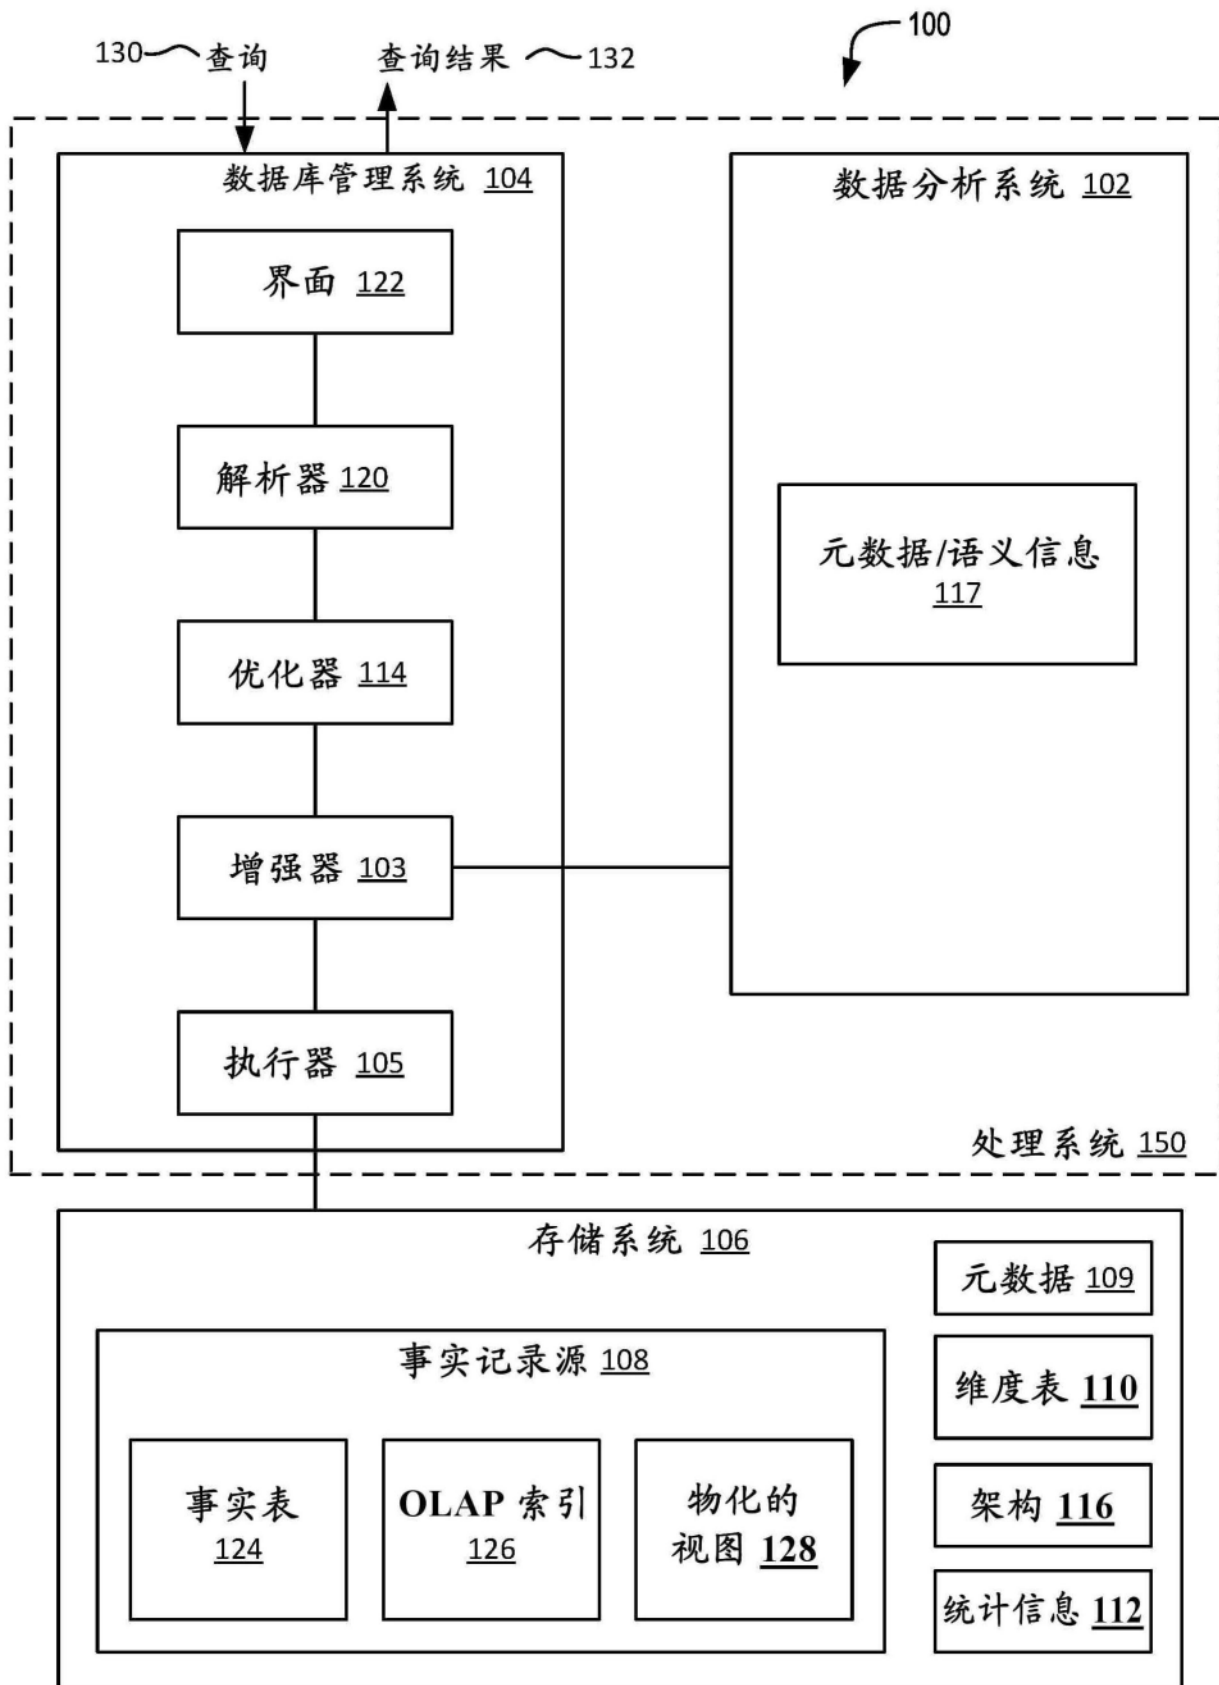 100
130 查询
查询结果 132
数据库管理系统 104
界面 122
解析器 120
优化器 114
增强器 103
执行器 105
数据分析系统 102
元数据/语义信息
117
处理系统 150
存储系统 106
事实记录源 108
事实表
124
OLAP 索引
126
物化的
视图 128
元数据 109
维度表 110
架构 116
统计信息 112